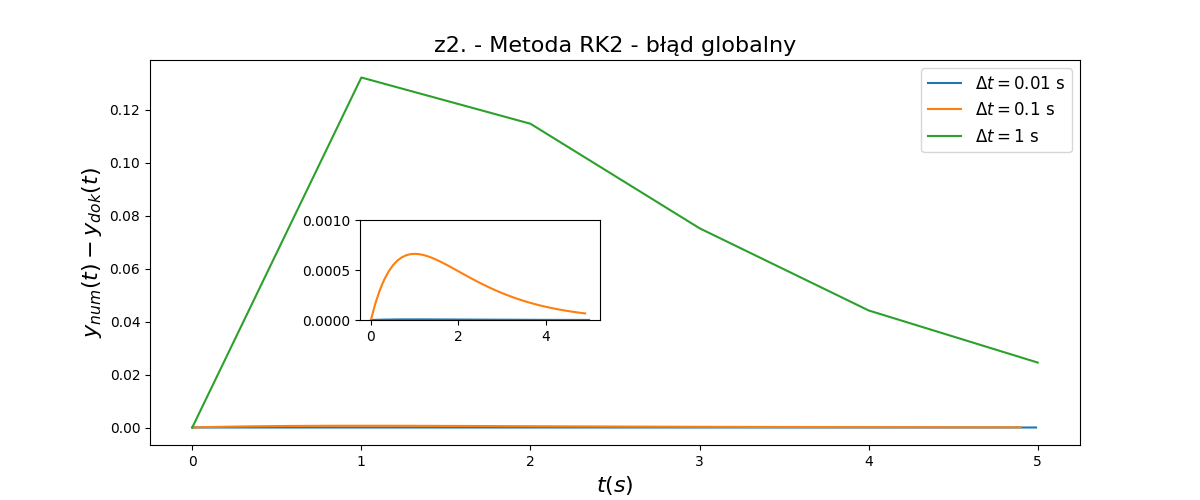 z2. - Metoda RK2 - błąd globalny
Δt = 0.01 s
Δt = 0.1 s
Δt = 1 s
y_num(t) − y_dok(t)
0.12
0.10
0.08
0.06
0.04
0.02
0.00
0.0010
0.0005
0.0000
0 2 4
0 1 2 3 4 5
t(s)